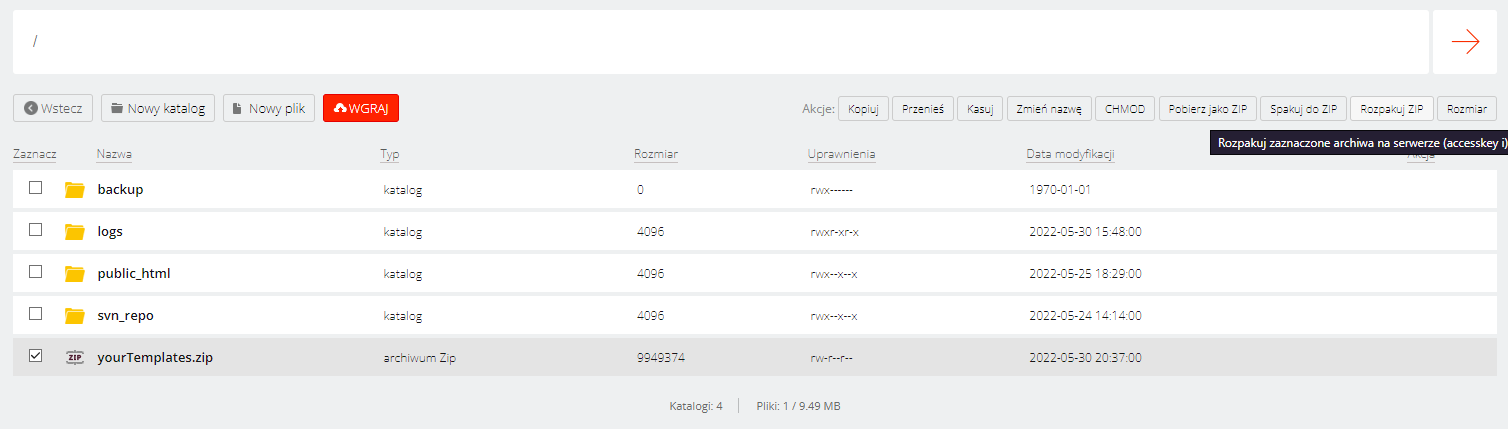 /
Wstecz Nowy katalog Nowy plik WGRAJ Akcje: Kopiuj Przenieś Kasuj Zmień nazwę CHMOD Pobierz jako ZIP Spakuj do ZIP Rozpakuj ZIP Rozmiar
Rozpakuj zaznaczone archiwa na serwerze (accesskey i)
Zaznacz Nazwa Typ Rozmiar Uprawnienia Data modyfikacji Akcja
backup katalog 0 rwx------ 1970-01-01
logs katalog 4096 rwxr-xr-x 2022-05-30 15:48:00
public_html katalog 4096 rwx--x--x 2022-05-25 18:29:00
svn_repo katalog 4096 rwx--x--x 2022-05-24 14:14:00
ZIP yourTemplates.zip archiwum Zip 9949374 rw-r--r-- 2022-05-30 20:37:00
Katalogi: 4 Pliki: 1 / 9.49 MB